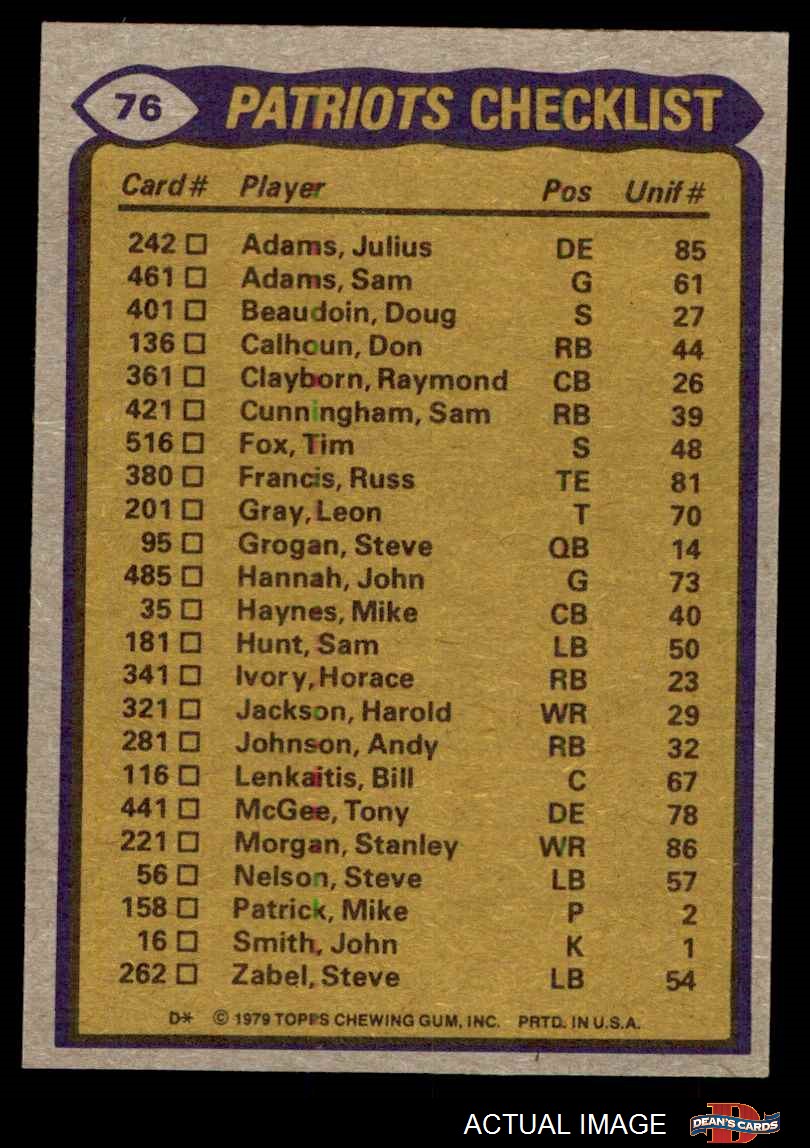 76 PATRIOTS CHECKLIST
Card # Player Pos Unif #
242 □ Adams, Julius DE 85
461 □ Adams, Sam G 61
401 □ Beaudoin, Doug S 27
136 □ Calhoun, Don RB 44
361 □ Clayborn, Raymond CB 26
421 □ Cunningham, Sam RB 39
516 □ Fox, Tim S 48
380 □ Francis, Russ TE 81
201 □ Gray, Leon T 70
95 □ Grogan, Steve QB 14
485 □ Hannah, John G 73
35 □ Haynes, Mike CB 40
181 □ Hunt, Sam LB 50
341 □ Ivory, Horace RB 23
321 □ Jackson, Harold WR 29
281 □ Johnson, Andy RB 32
116 □ Lenkaitis, Bill C 67
441 □ McGee, Tony DE 78
221 □ Morgan, Stanley WR 86
56 □ Nelson, Steve LB 57
158 □ Patrick, Mike P 2
16 □ Smith, John K 1
262 □ Zabel, Steve LB 54
D* © 1979 TOPPS CHEWING GUM, INC. PRTD. IN U.S.A.
ACTUAL IMAGE D DEAN'S CARDS